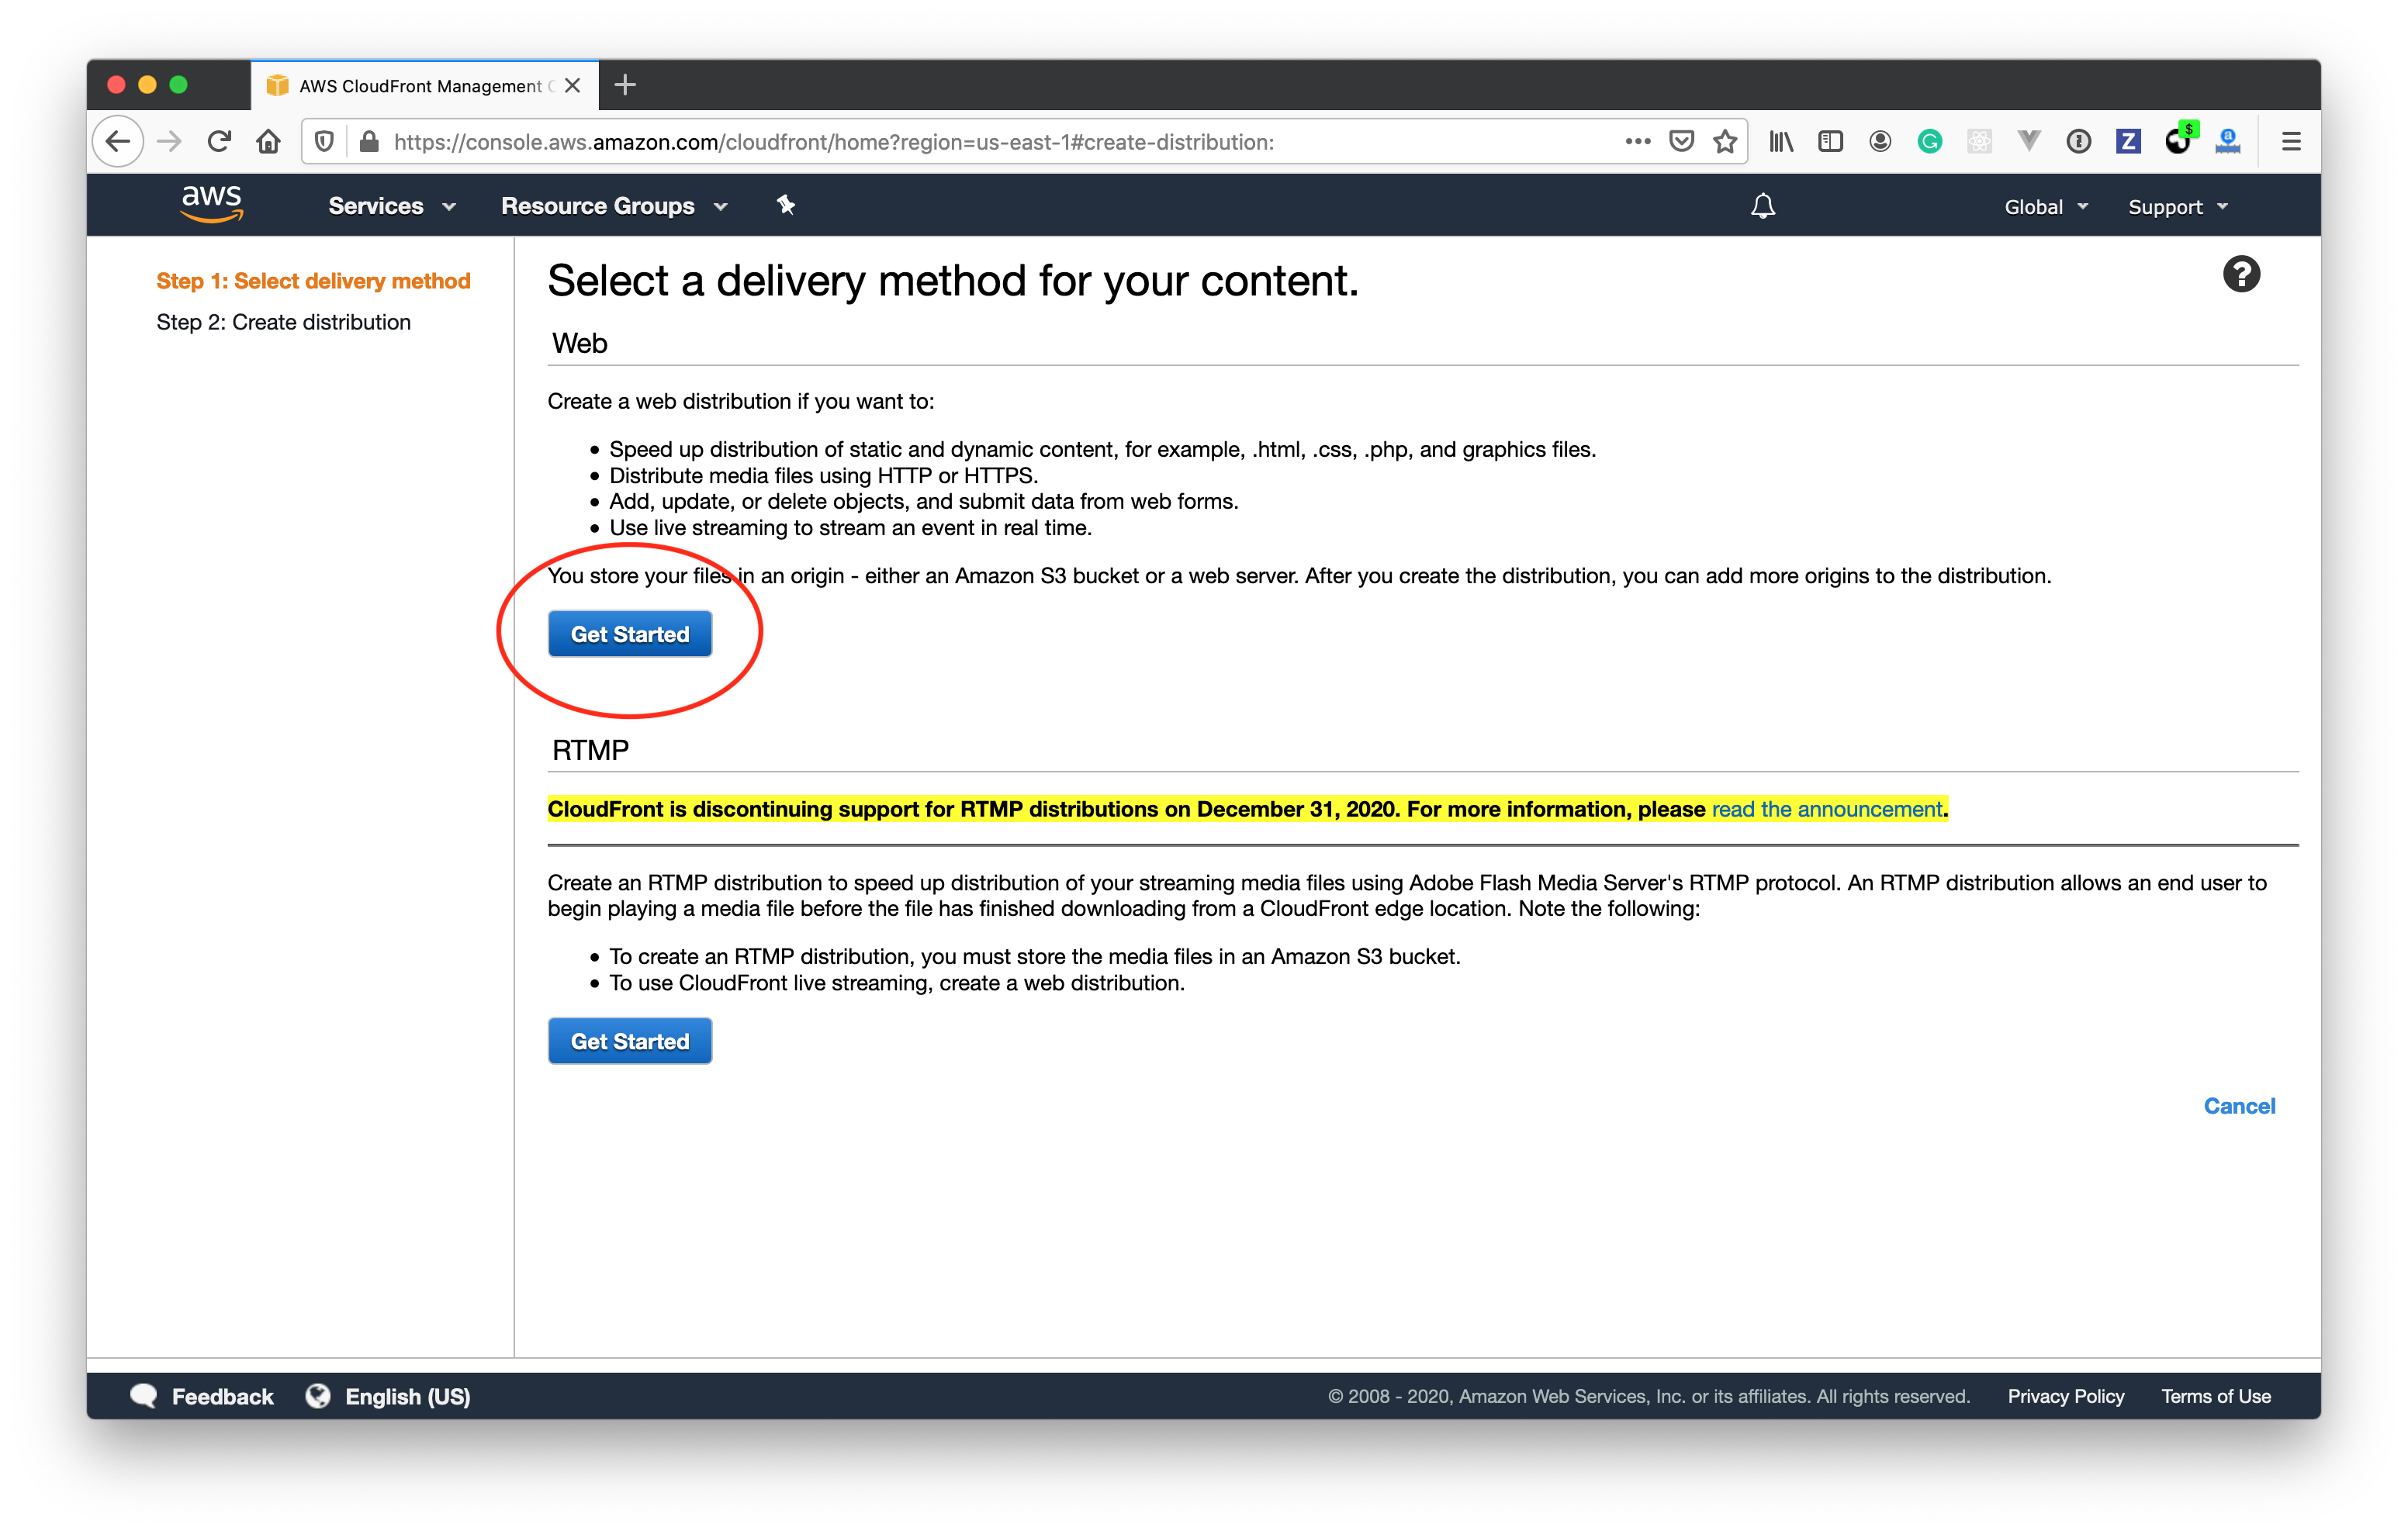 AWS CloudFront Management
https://console.aws.amazon.com/cloudfront/home?region=us-east-1#create-distribution:
$
aws
Services
Resource Groups
Global
Support
Step 1: Select delivery method
Step 2: Create distribution
Select a delivery method for your content.
Web
Create a web distribution if you want to:
• Speed up distribution of static and dynamic content, for example, .html, .css, .php, and graphics files.
• Distribute media files using HTTP or HTTPS.
• Add, update, or delete objects, and submit data from web forms.
• Use live streaming to stream an event in real time.
You store your files in an origin - either an Amazon S3 bucket or a web server. After you create the distribution, you can add more origins to the distribution.
Get Started
RTMP
CloudFront is discontinuing support for RTMP distributions on December 31, 2020. For more information, please read the announcement.
Create an RTMP distribution to speed up distribution of your streaming media files using Adobe Flash Media Server's RTMP protocol. An RTMP distribution allows an end user to
begin playing a media file before the file has finished downloading from a CloudFront edge location. Note the following:
• To create an RTMP distribution, you must store the media files in an Amazon S3 bucket.
• To use CloudFront live streaming, create a web distribution.
Get Started
Cancel
Feedback
English (US)
© 2008 - 2020, Amazon Web Services, Inc. or its affiliates. All rights reserved.
Privacy Policy
Terms of Use